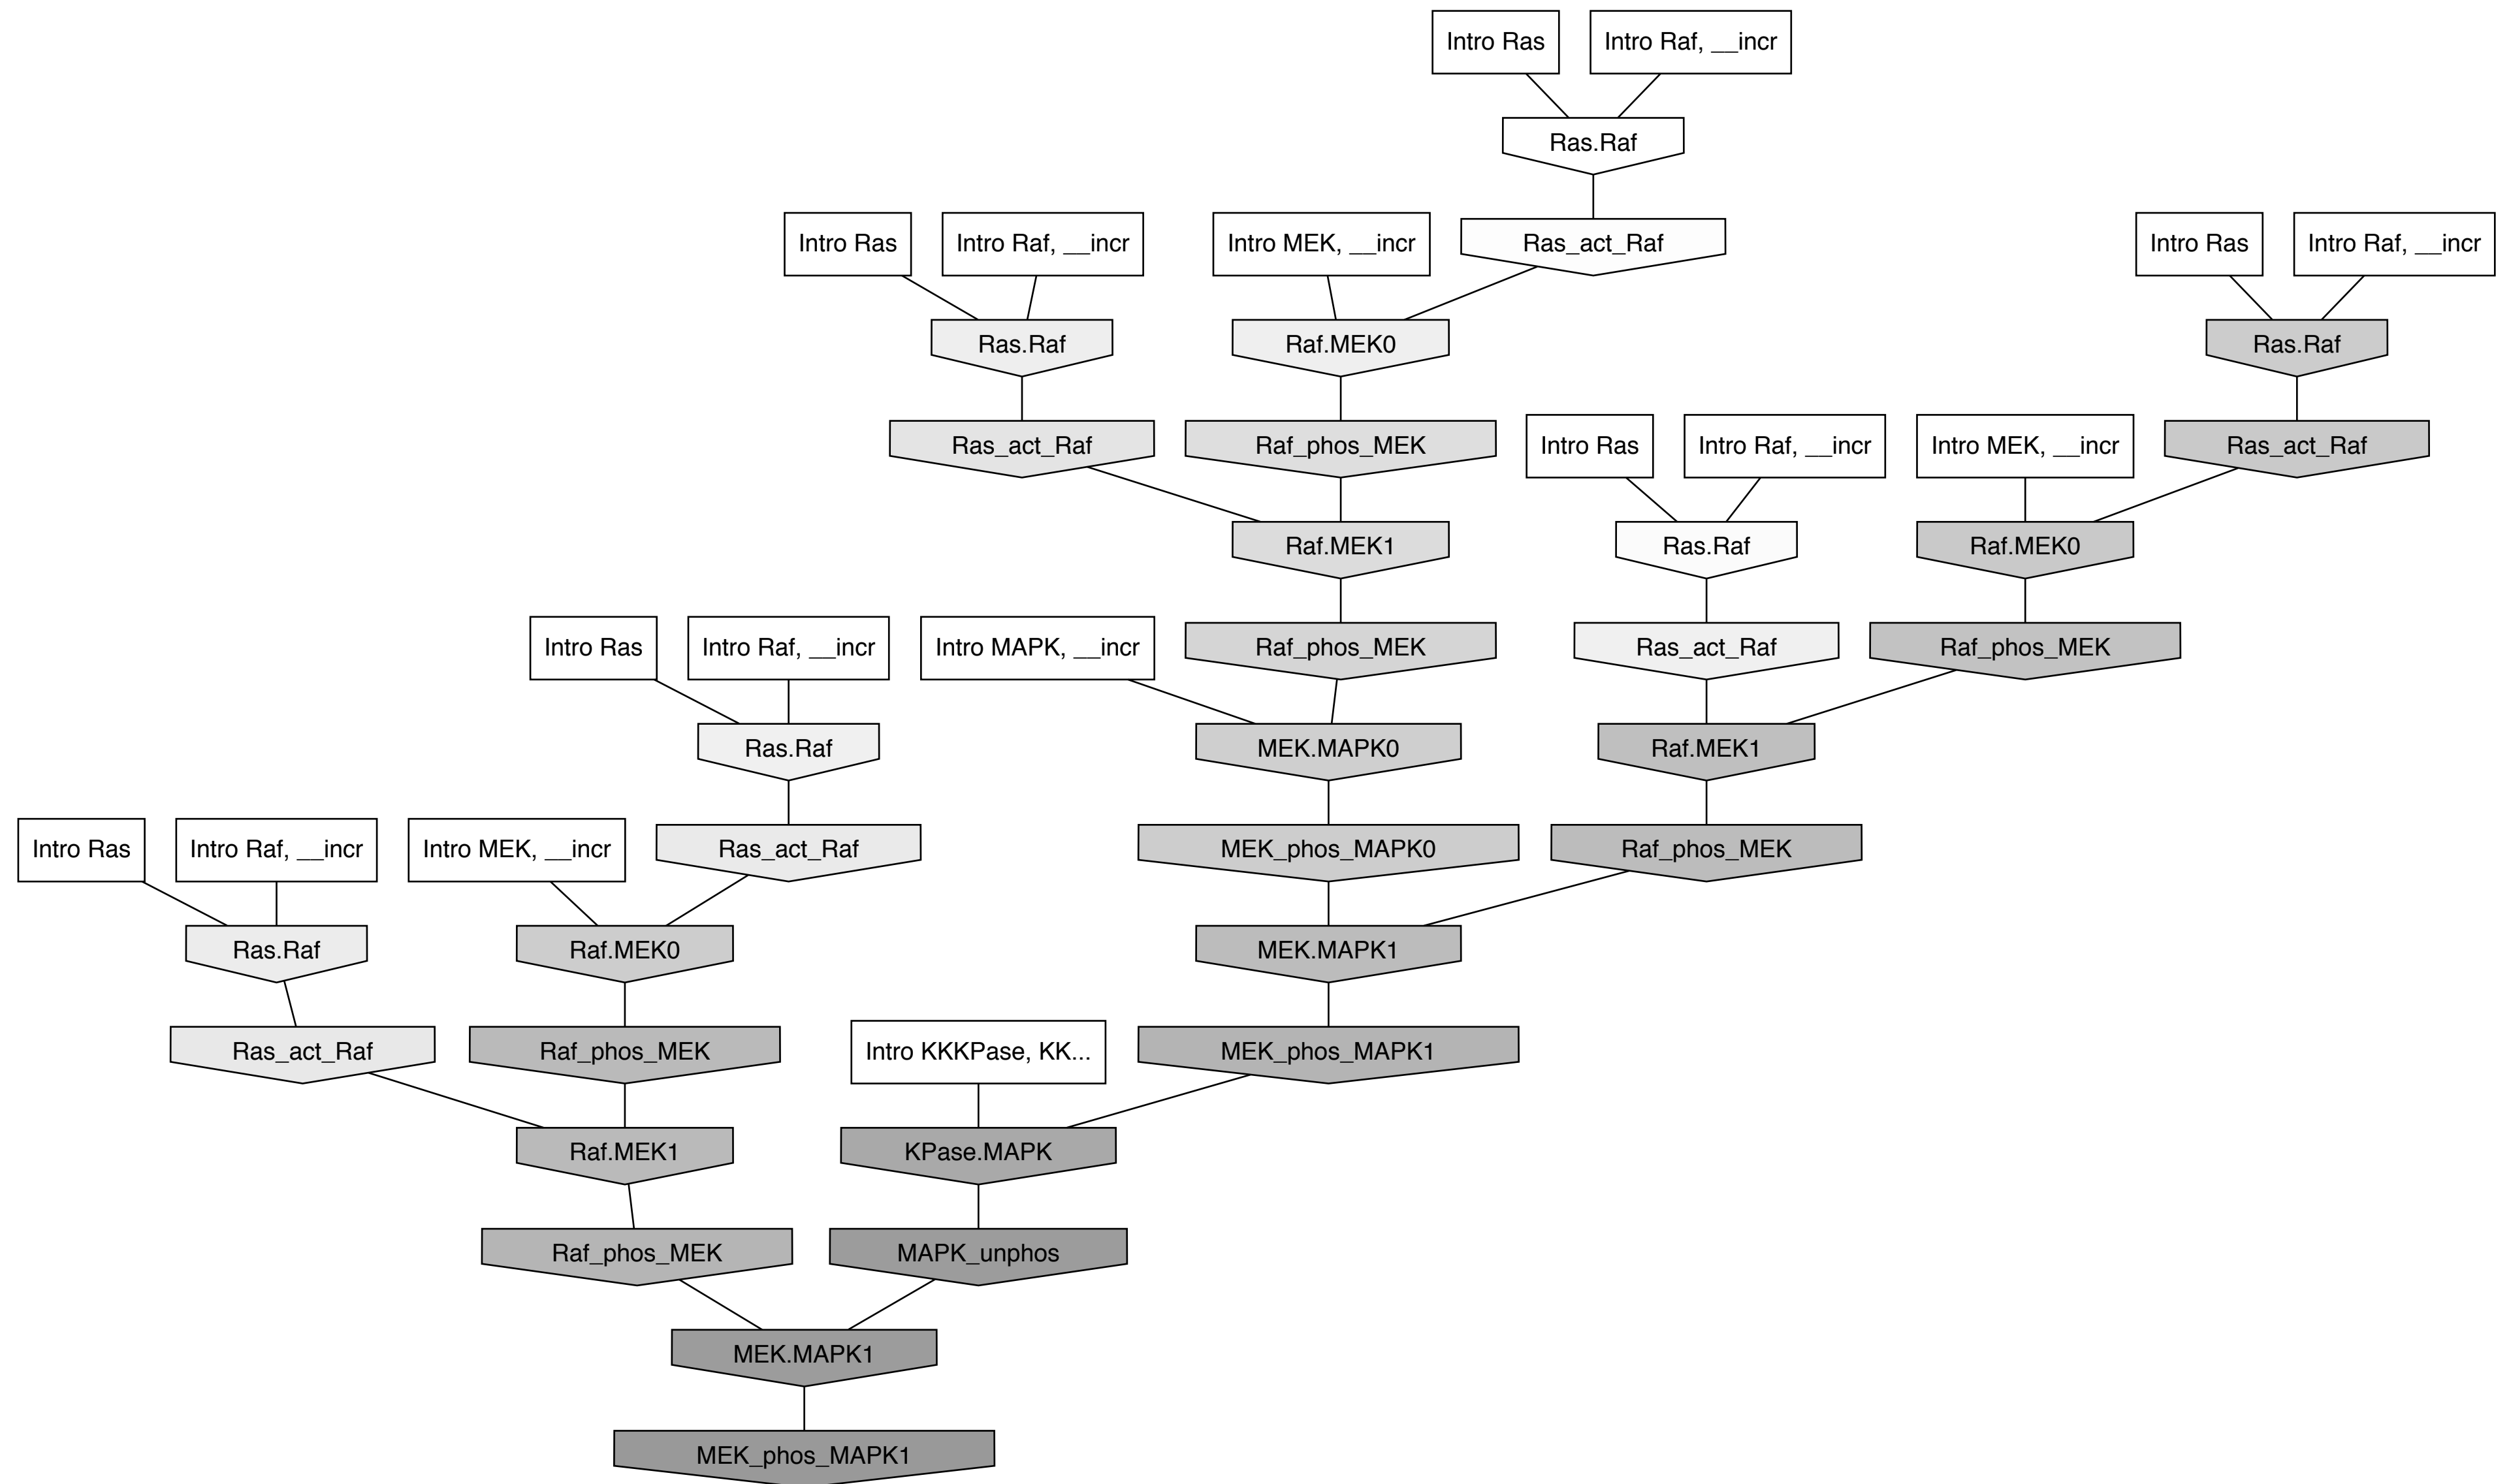 Intro Ras
Intro Raf, __incr
Ras.Raf
Intro Ras
Intro Raf, __incr
Intro MEK, __incr
Ras_act_Raf
Intro Ras
Intro Raf, __incr
Ras.Raf
Raf.MEK0
Ras.Raf
Ras_act_Raf
Raf_phos_MEK
Intro Ras
Intro Raf, __incr
Intro MEK, __incr
Ras_act_Raf
Raf.MEK1
Ras.Raf
Raf.MEK0
Intro Ras
Intro Raf, __incr
Intro MAPK, __incr
Raf_phos_MEK
Ras_act_Raf
Raf_phos_MEK
Ras.Raf
MEK.MAPK0
Raf.MEK1
Intro Ras
Intro Raf, __incr
Intro MEK, __incr
Ras_act_Raf
MEK_phos_MAPK0
Raf_phos_MEK
Ras.Raf
Raf.MEK0
MEK.MAPK1
Ras_act_Raf
Raf_phos_MEK
Intro KKKPase, KK...
MEK_phos_MAPK1
Raf.MEK1
KPase.MAPK
Raf_phos_MEK
MAPK_unphos
MEK.MAPK1
MEK_phos_MAPK1